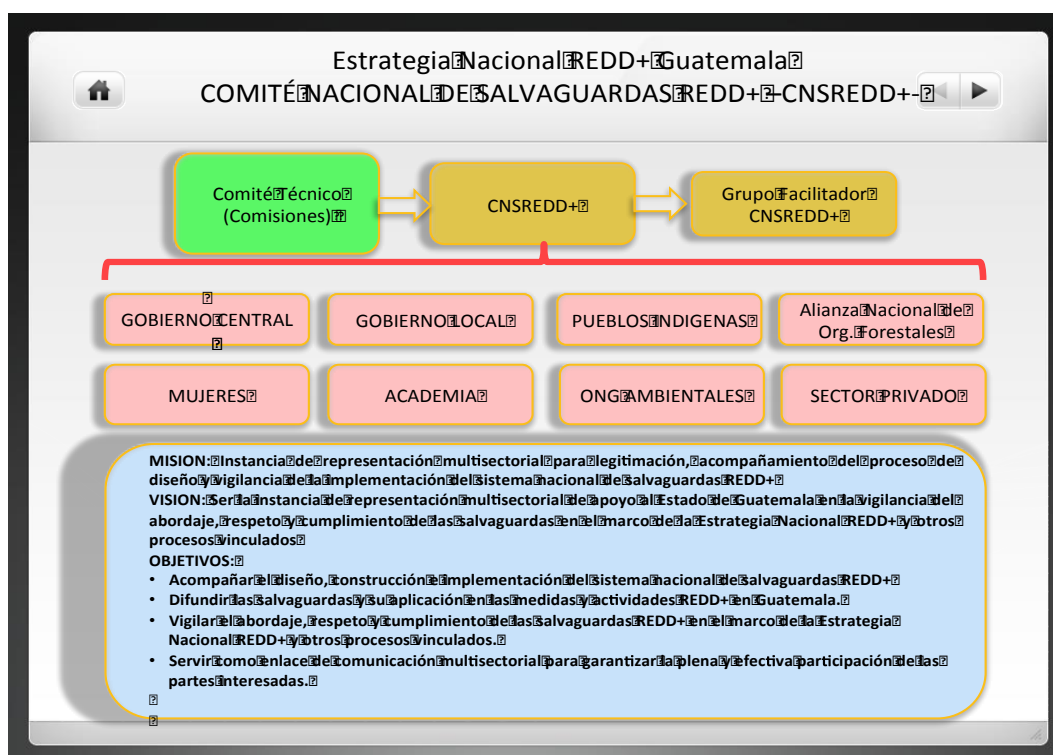 Estrategia Nacional REDD+ Guatemala
COMITÉ NACIONAL DE SALVAGUARDAS REDD+ -CNSREDD+-
Comité Técnico
(Comisiones)
CNSREDD+
Grupo Facilitador
CNSREDD+
GOBIERNO CENTRAL
GOBIERNO LOCAL
PUEBLOS INDIGENAS
Alianza Nacional de
Org. Forestales
MUJERES
ACADEMIA
ONG AMBIENTALES
SECTOR PRIVADO
MISION: Instancia de representación multisectorial para legitimación, acompañamiento del proceso de
diseño y vigilancia de la implementación del sistema nacional de salvaguardas REDD+
VISION: Ser la instancia de representación multisectorial de apoyo al Estado de Guatemala en la vigilancia del
abordaje, respeto y cumplimiento de las salvaguardas en el marco de la Estrategia Nacional REDD+ y otros
procesos vinculados
OBJETIVOS:
• Acompañar el diseño, construcción e implementación del sistema nacional de salvaguardas REDD+
• Difundir las salvaguardas y su aplicación en las medidas y actividades REDD+ en Guatemala.
• Vigilar el abordaje, respeto y cumplimiento de las salvaguardas REDD+ en el marco de la Estrategia
Nacional REDD+ y otros procesos vinculados.
• Servir como enlace de comunicación multisectorial para garantizar la plena y efectiva participación de las
partes interesadas.